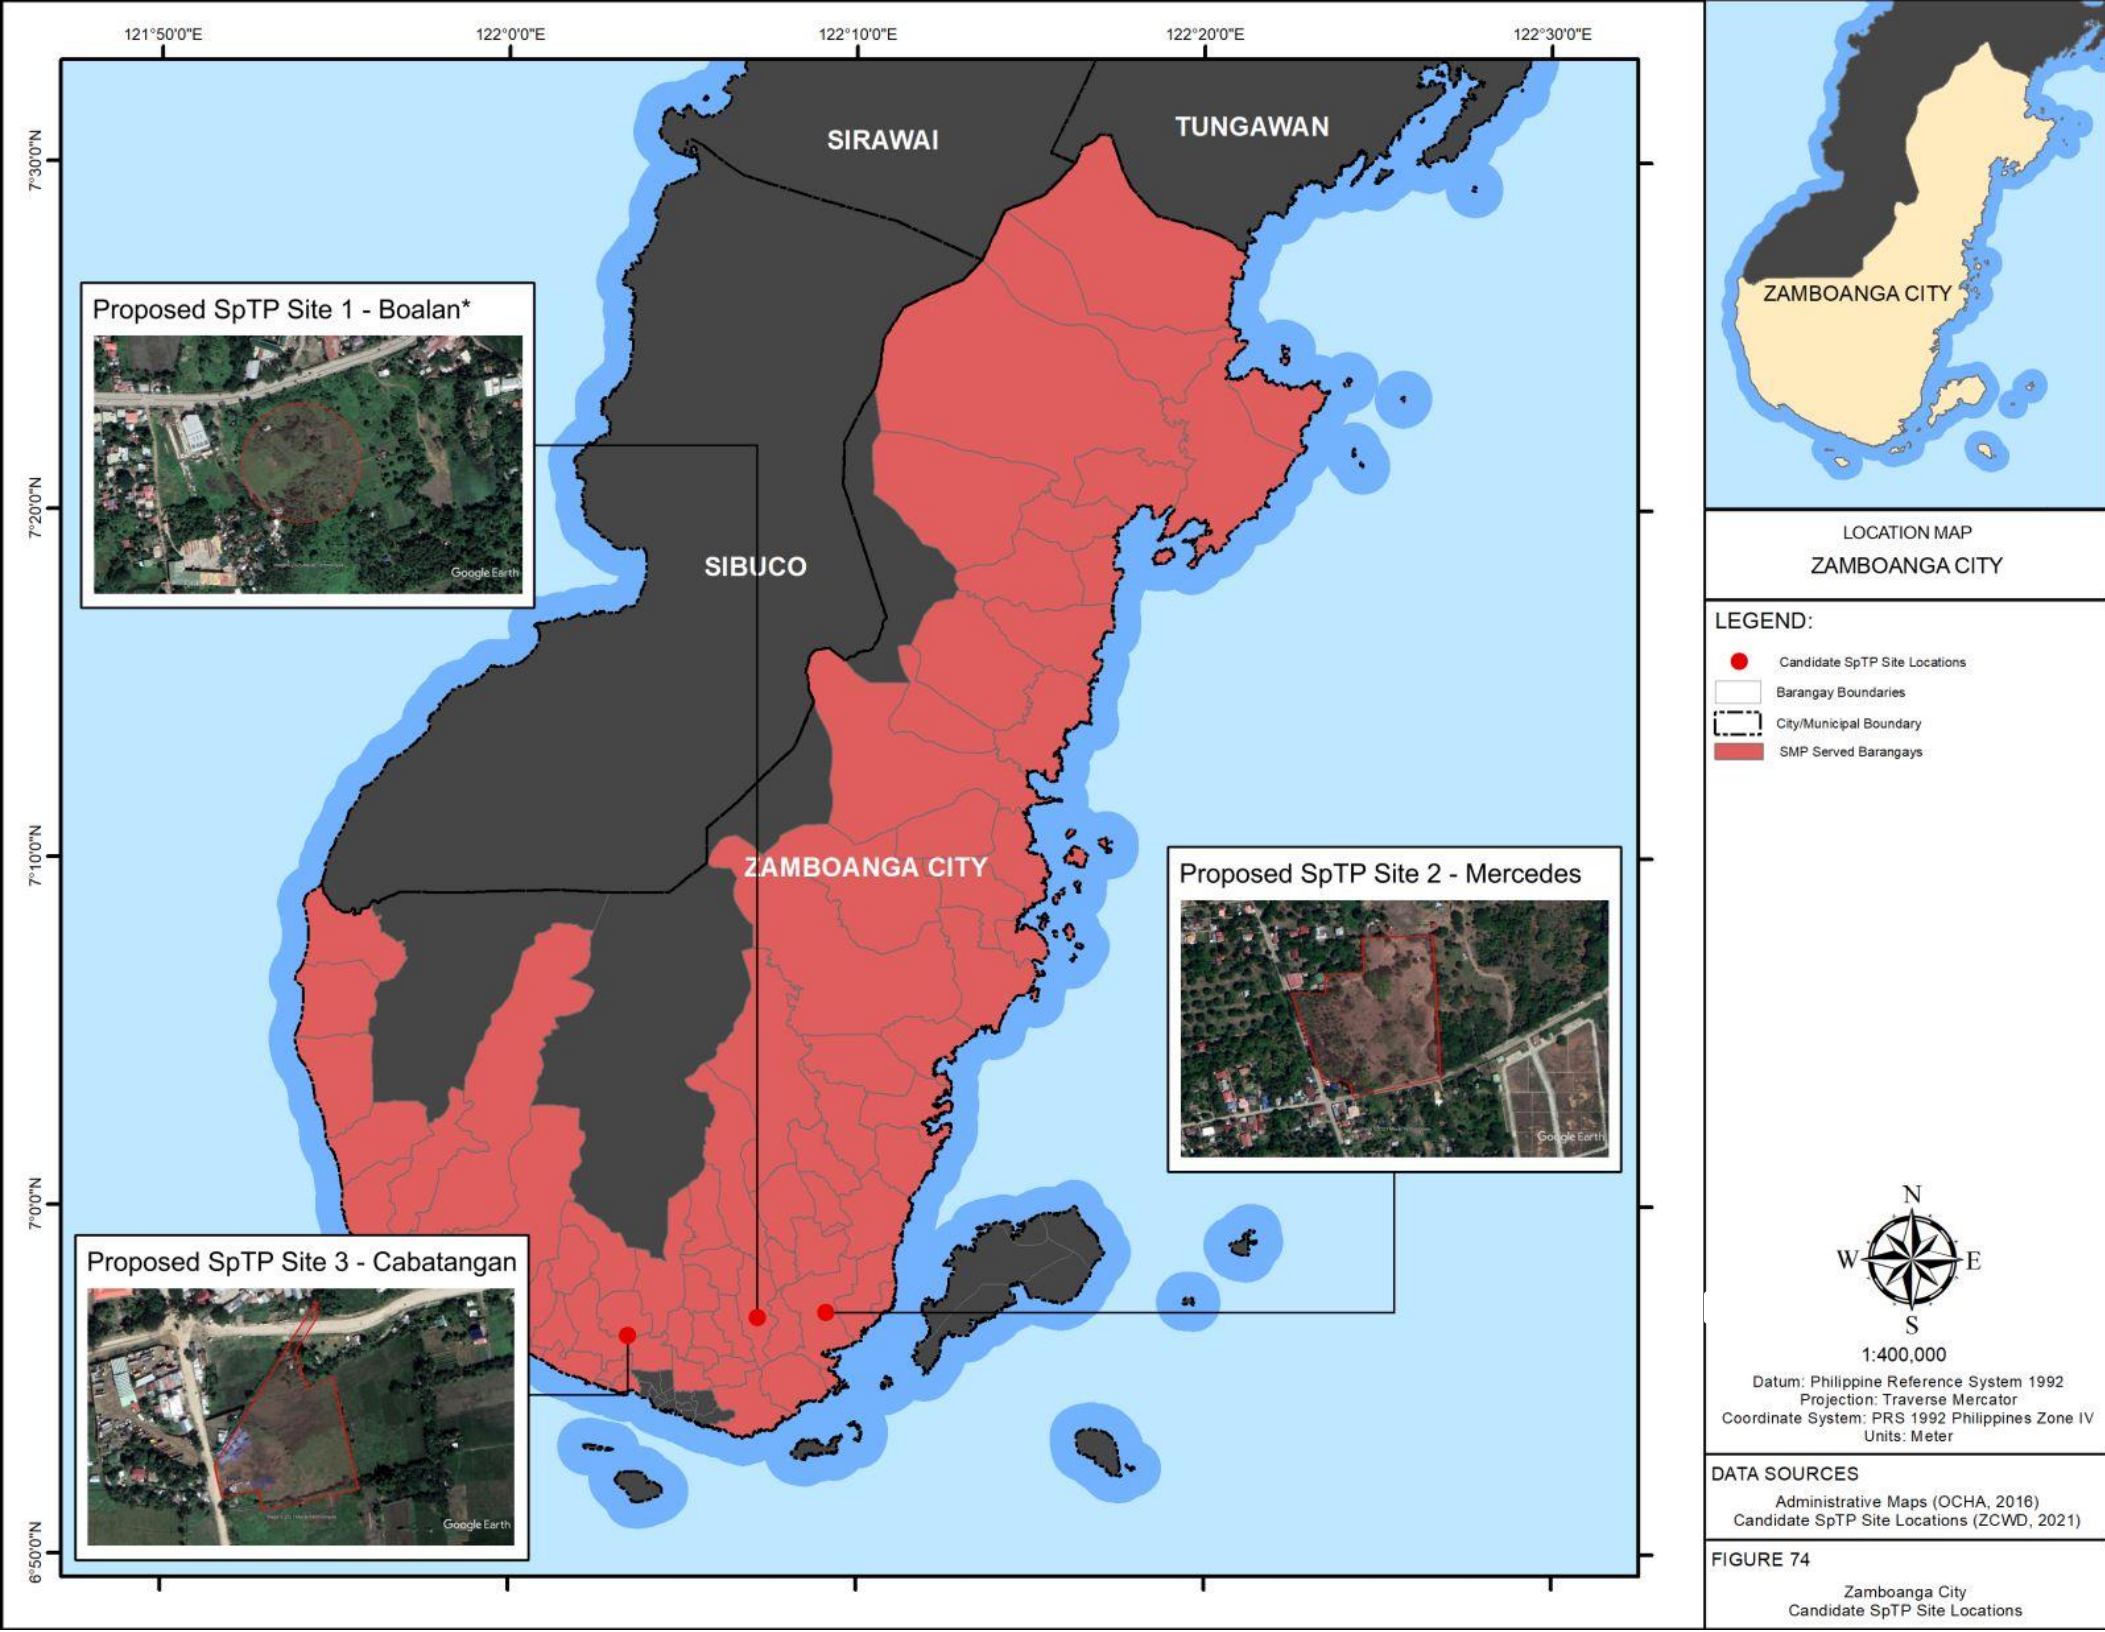 121°50'0"E
122°0'0"E
122°10'0"E
122°20'0"E
122°30'0"E
7°30'0"N
7°20'0"N
7°10'0"N
7°0'0"N
6°50'0"N
SIRAWAI
TUNGAWAN
SIBUCO
ZAMBOANGA CITY
Proposed SpTP Site 1 - Boalan*
Google Earth
Proposed SpTP Site 2 - Mercedes
Google Earth
Proposed SpTP Site 3 - Cabatangan
Google Earth
ZAMBOANGA CITY
LOCATION MAP
ZAMBOANGA CITY
LEGEND:
Candidate SpTP Site Locations
Barangay Boundaries
City/Municipal Boundary
SMP Served Barangays
N
W
E
S
1:400,000
Datum: Philippine Reference System 1992
Projection: Traverse Mercator
Coordinate System: PRS 1992 Philippines Zone IV
Units: Meter
DATA SOURCES
Administrative Maps (OCHA, 2016)
Candidate SpTP Site Locations (ZCWD, 2021)
FIGURE 74
Zamboanga City
Candidate SpTP Site Locations